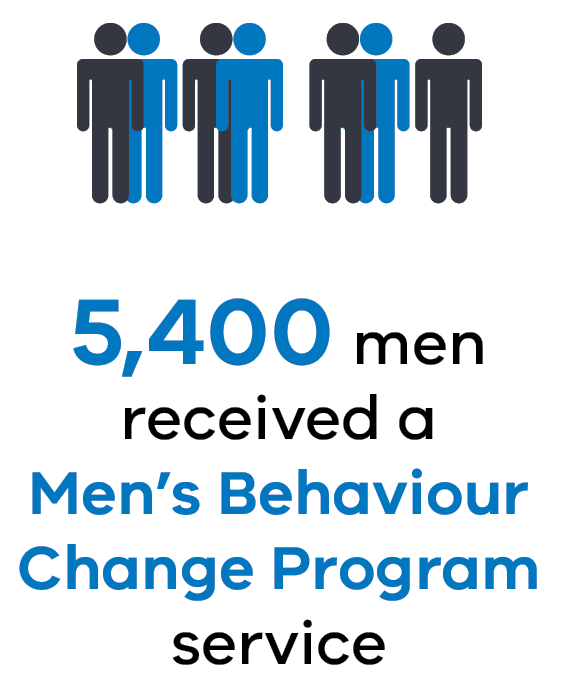 5,400 men
received a
Men’s Behaviour
Change Program
service